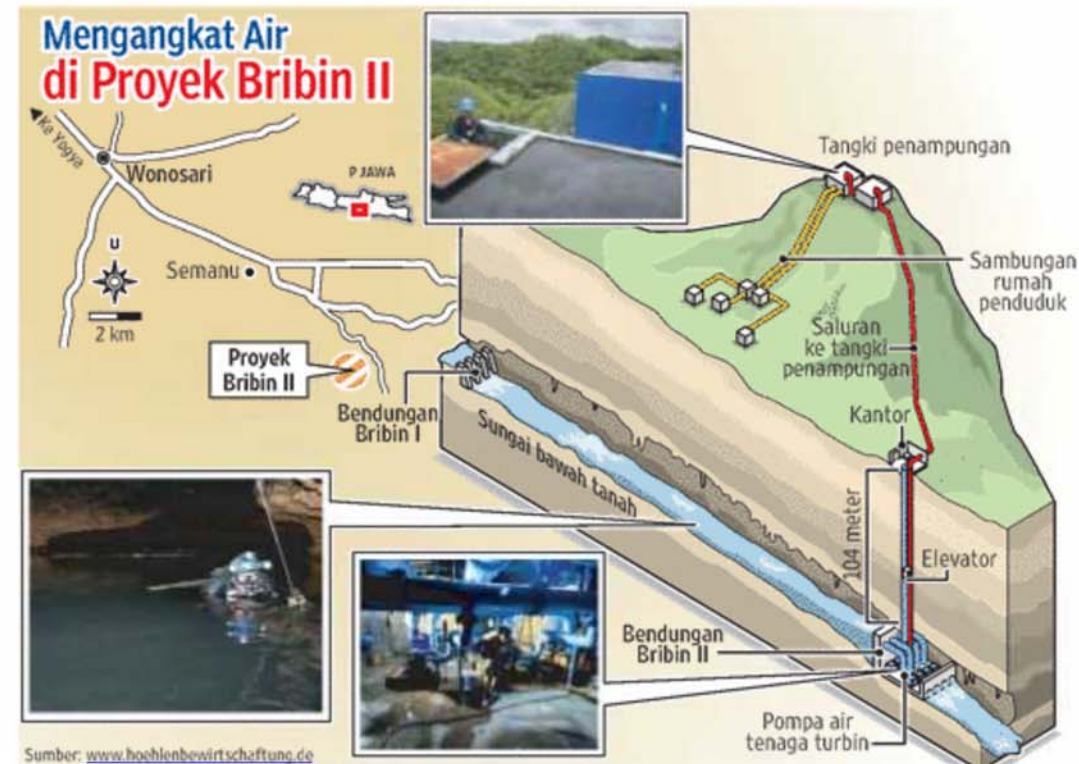 Mengangkat Air
di Proyek Bribin II
Ke Yogya
Wonosari
P JAWA
U
Semanu
2 km
Proyek
Bribin II
Tangki penampungan
Sambungan
rumah
penduduk
Saluran
ke tangki
penampungan
Kantor
Bendungan
Bribin I
Sungai bawah tanah
104 meter
Elevator
Bendungan
Bribin II
Pompa air
tenaga turbin
Sumber: www.hoehlenbewirtschaftung.de